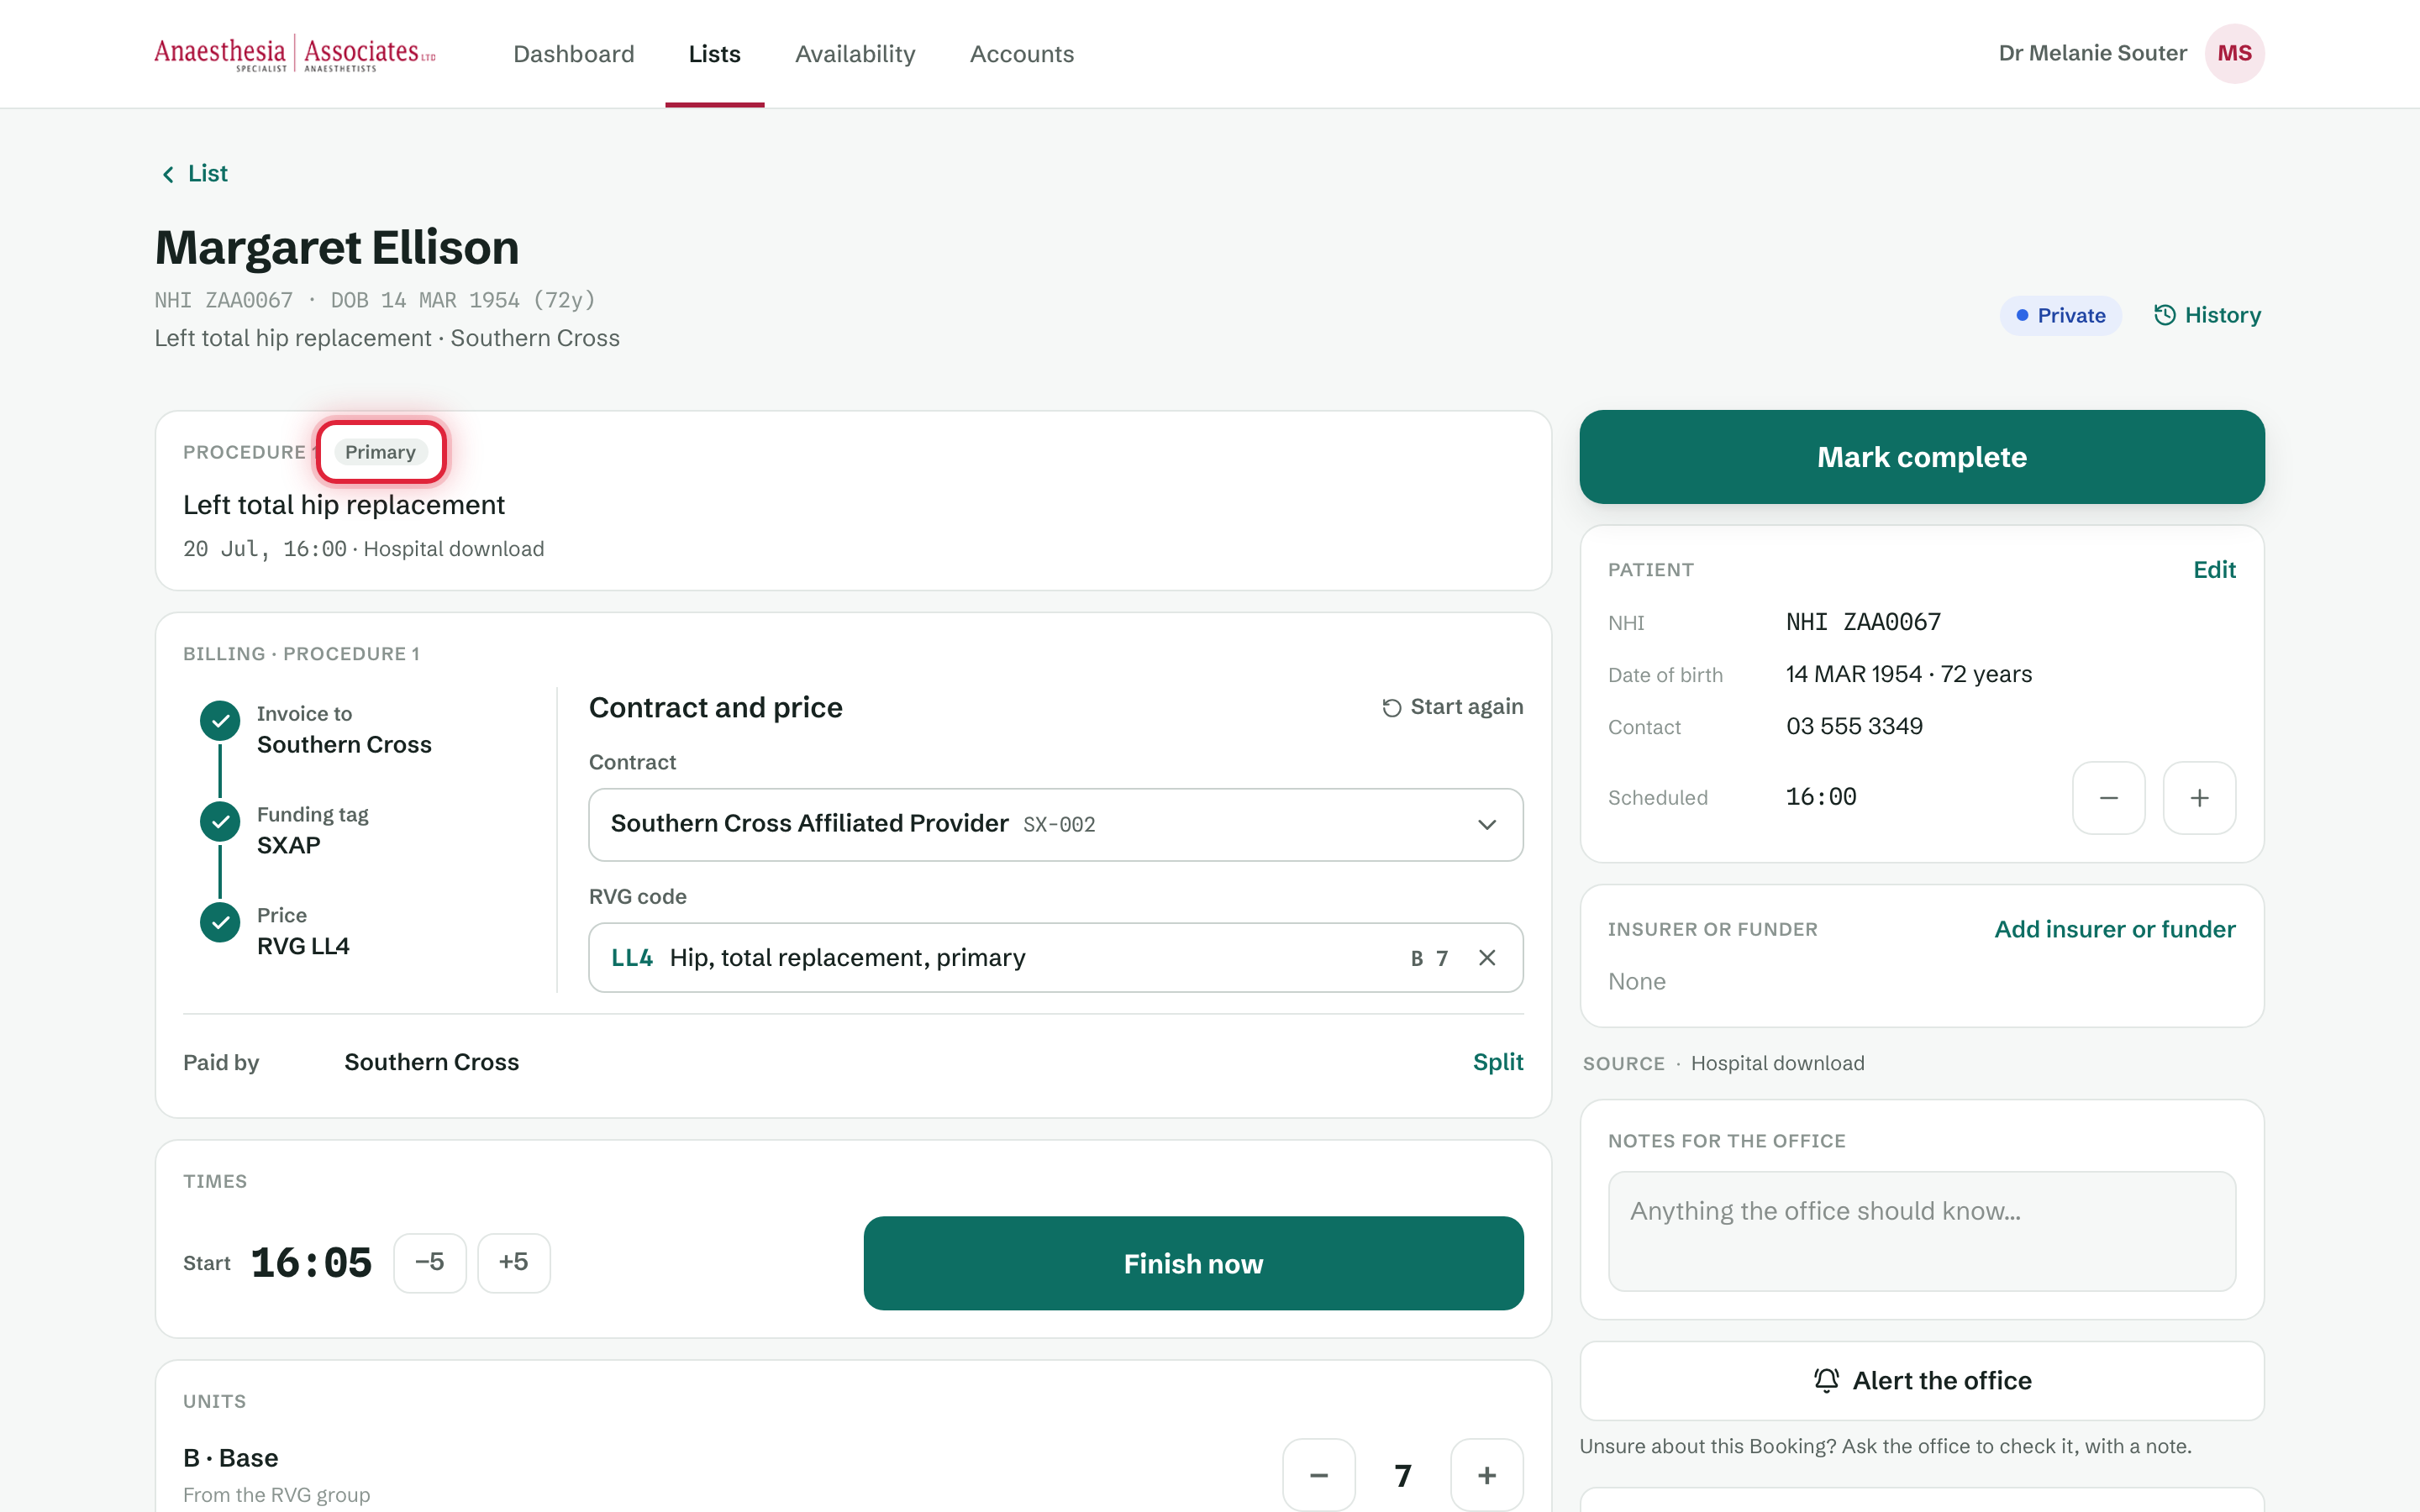 Anaesthesia | Associates LTD
SPECIALIST ANAESTHETISTS
Dashboard
Lists
Availability
Accounts
Dr Melanie Souter
MS
List
Margaret Ellison
NHI ZAA0067 · DOB 14 MAR 1954 (72y)
Left total hip replacement · Southern Cross
Private
History
PROCEDURE
Primary
Left total hip replacement
20 Jul, 16:00 · Hospital download
BILLING · PROCEDURE 1
Invoice to
Southern Cross
Funding tag
SXAP
Price
RVG LL4
Contract and price
Start again
Contract
Southern Cross Affiliated Provider SX-002
RVG code
LL4 Hip, total replacement, primary B 7
Paid by
Southern Cross
Split
TIMES
Start 16:05 −5 +5
Finish now
UNITS
B · Base
From the RVG group
− 7 +
Mark complete
PATIENT
Edit
NHI
NHI ZAA0067
Date of birth
14 MAR 1954 · 72 years
Contact
03 555 3349
Scheduled
16:00
− +
INSURER OR FUNDER
Add insurer or funder
None
SOURCE · Hospital download
NOTES FOR THE OFFICE
Anything the office should know...
Alert the office
Unsure about this Booking? Ask the office to check it, with a note.